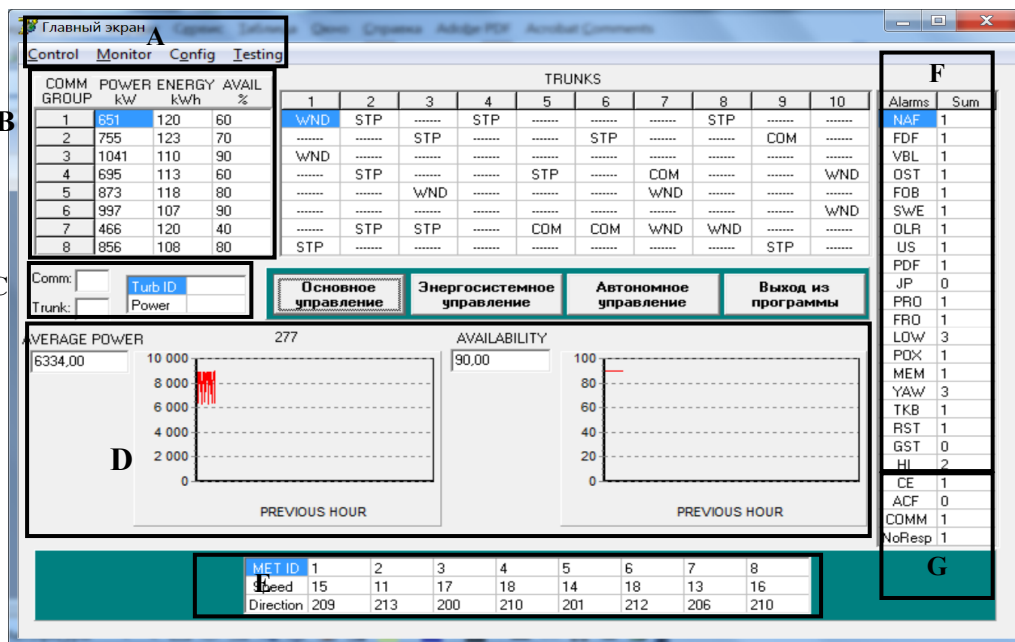 Главный экран
A
Control Monitor Config Testing
B
COMM GROUP POWER kW ENERGY kWh AVAIL %
1 651 120 60
2 755 123 70
3 1041 110 90
4 695 113 60
5 873 118 80
6 997 107 90
7 466 120 40
8 856 108 80
TRUNKS
1 2 3 4 5 6 7 8 9 10
WND STP ------ STP ------ ------ ------ STP ------ ------
------ ------ STP ------ ------ STP ------ ------ COM ------
WND ------ ------ ------ ------ ------ ------ ------ ------ ------
------ STP ------ ------ STP ------ COM ------ ------ WND
------ ------ WND ------ ------ ------ WND ------ ------ ------
------ ------ ------ ------ ------ ------ ------ ------ ------ WND
------ STP STP ------ COM COM WND WND ------ ------
STP ------ ------ ------ ------ ------ ------ ------ STP ------
F
Alarms Sum
NAF 1
FDF 1
VBL 1
OST 1
FOB 1
SWE 1
OLR 1
US 1
PDF 1
JP 0
PRO 1
FRO 1
LOW 3
POX 1
MEM 1
YAW 3
TKB 1
RST 1
GST 0
HI 2
CE 1
ACF 0
COMM 1
NoResp 1
G
C
Comm:
Trunk:
Turb ID
Power
Основное управление
Энергосистемное управление
Автономное управление
Выход из программы
AVERAGE POWER
6334,00
277
10 000
8 000
6 000
4 000
2 000
0
PREVIOUS HOUR
D
AVAILABILITY
90,00
100
80
60
40
20
0
PREVIOUS HOUR
MET ID 1 2 3 4 5 6 7 8
E
Speed 15 11 17 18 14 18 13 16
Direction 209 213 200 210 201 212 206 210